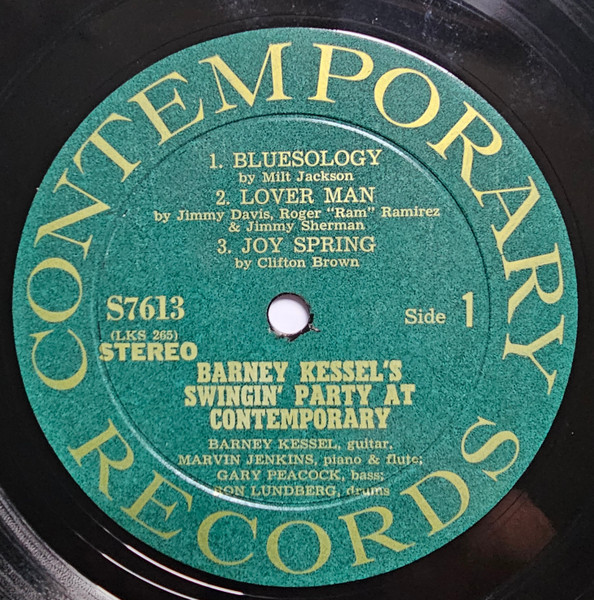 CONTEMPORARY
1. BLUESOLOGY
by Milt Jackson
2. LOVER MAN
by Jimmy Davis, Roger "Ram" Ramirez
& Jimmy Sherman
3. JOY SPRING
by Clifton Brown
S7613
Side 1
(LKS 265)
STEREO
BARNEY KESSEL'S
SWINGIN' PARTY AT
CONTEMPORARY
BARNEY KESSEL, guitar,
MARVIN JENKINS, piano & flute;
GARY PEACOCK, bass;
RON LUNDBERG, drums
RECORDS